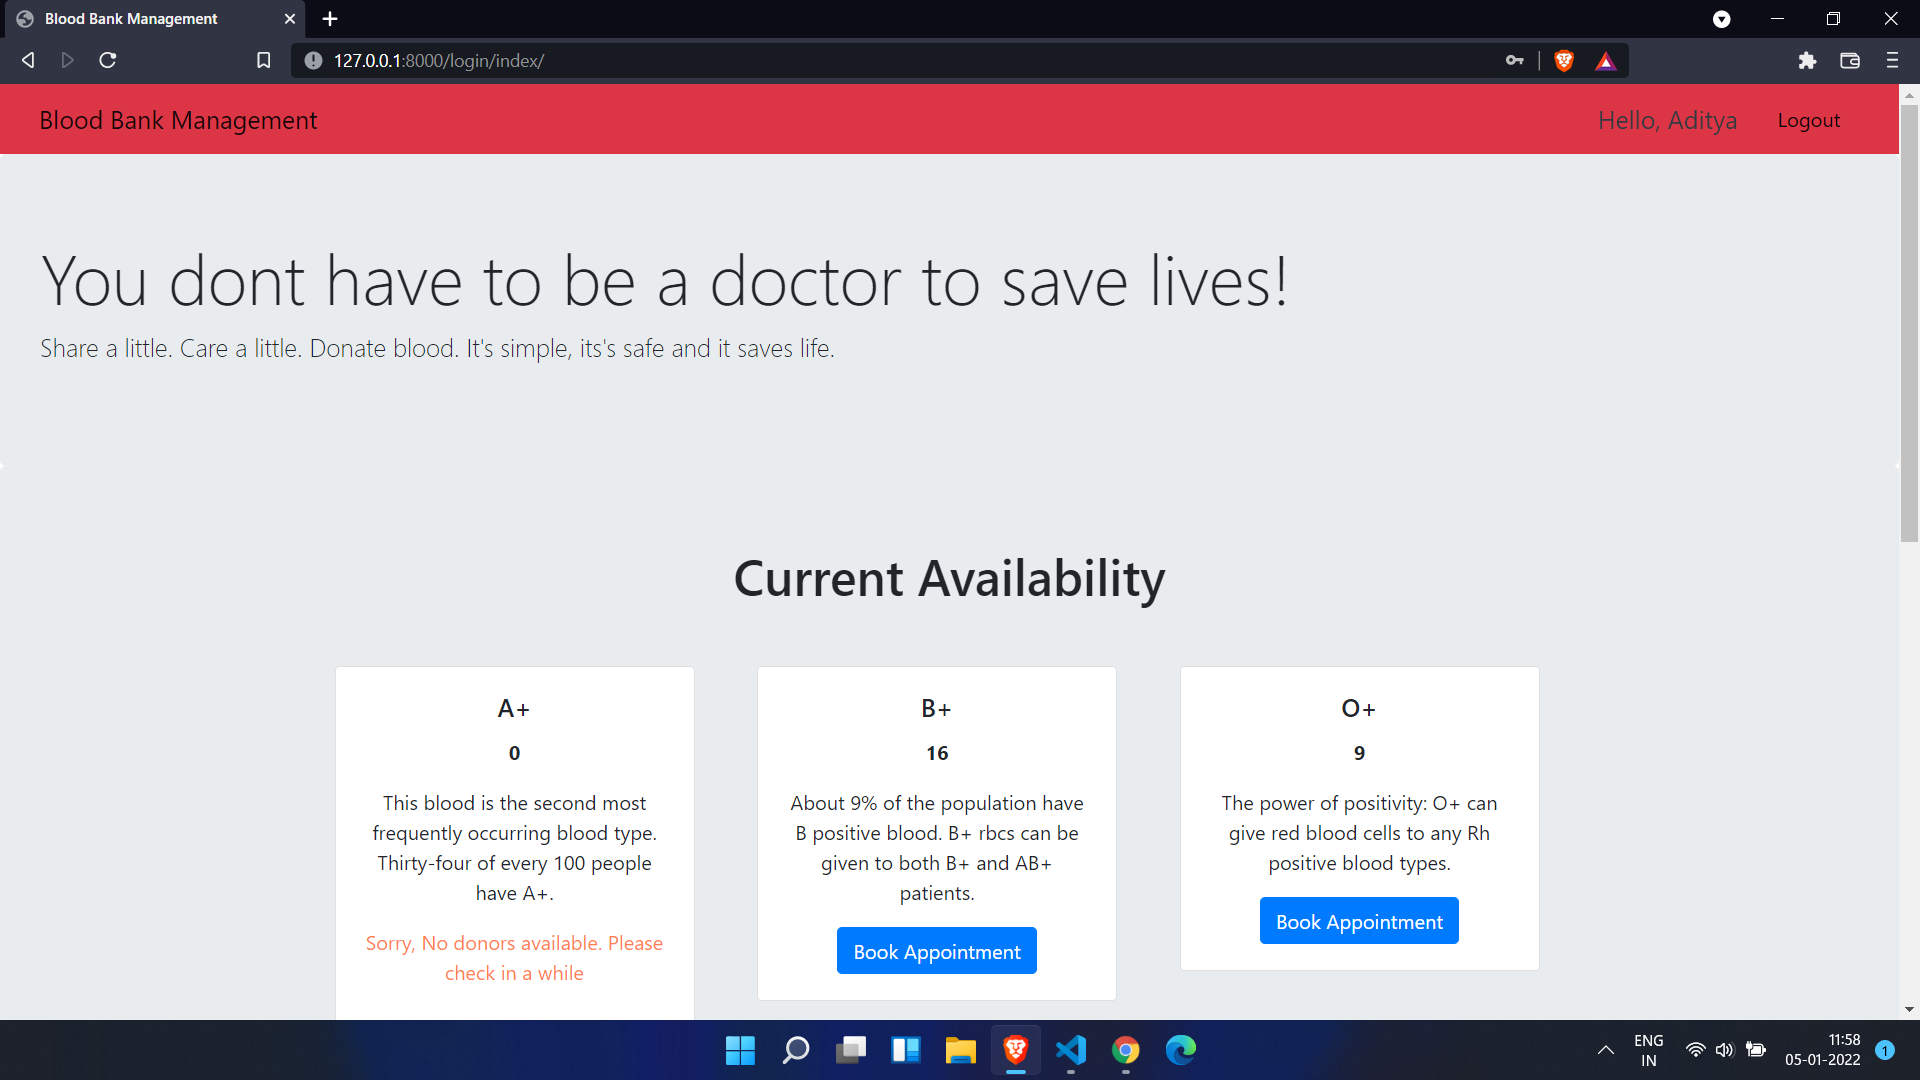 Blood Bank Management
127.0.0.1:8000/login/index/
Blood Bank Management
Hello, Aditya
Logout
You dont have to be a doctor to save lives!
Share a little. Care a little. Donate blood. It's simple, its's safe and it saves life.
Current Availability
A+
0
This blood is the second most
frequently occurring blood type.
Thirty-four of every 100 people
have A+.
Sorry, No donors available. Please
check in a while
B+
16
About 9% of the population have
B positive blood. B+ rbcs can be
given to both B+ and AB+
patients.
Book Appointment
O+
9
The power of positivity: O+ can
give red blood cells to any Rh
positive blood types.
Book Appointment
ENG
IN
11:58
05-01-2022
1